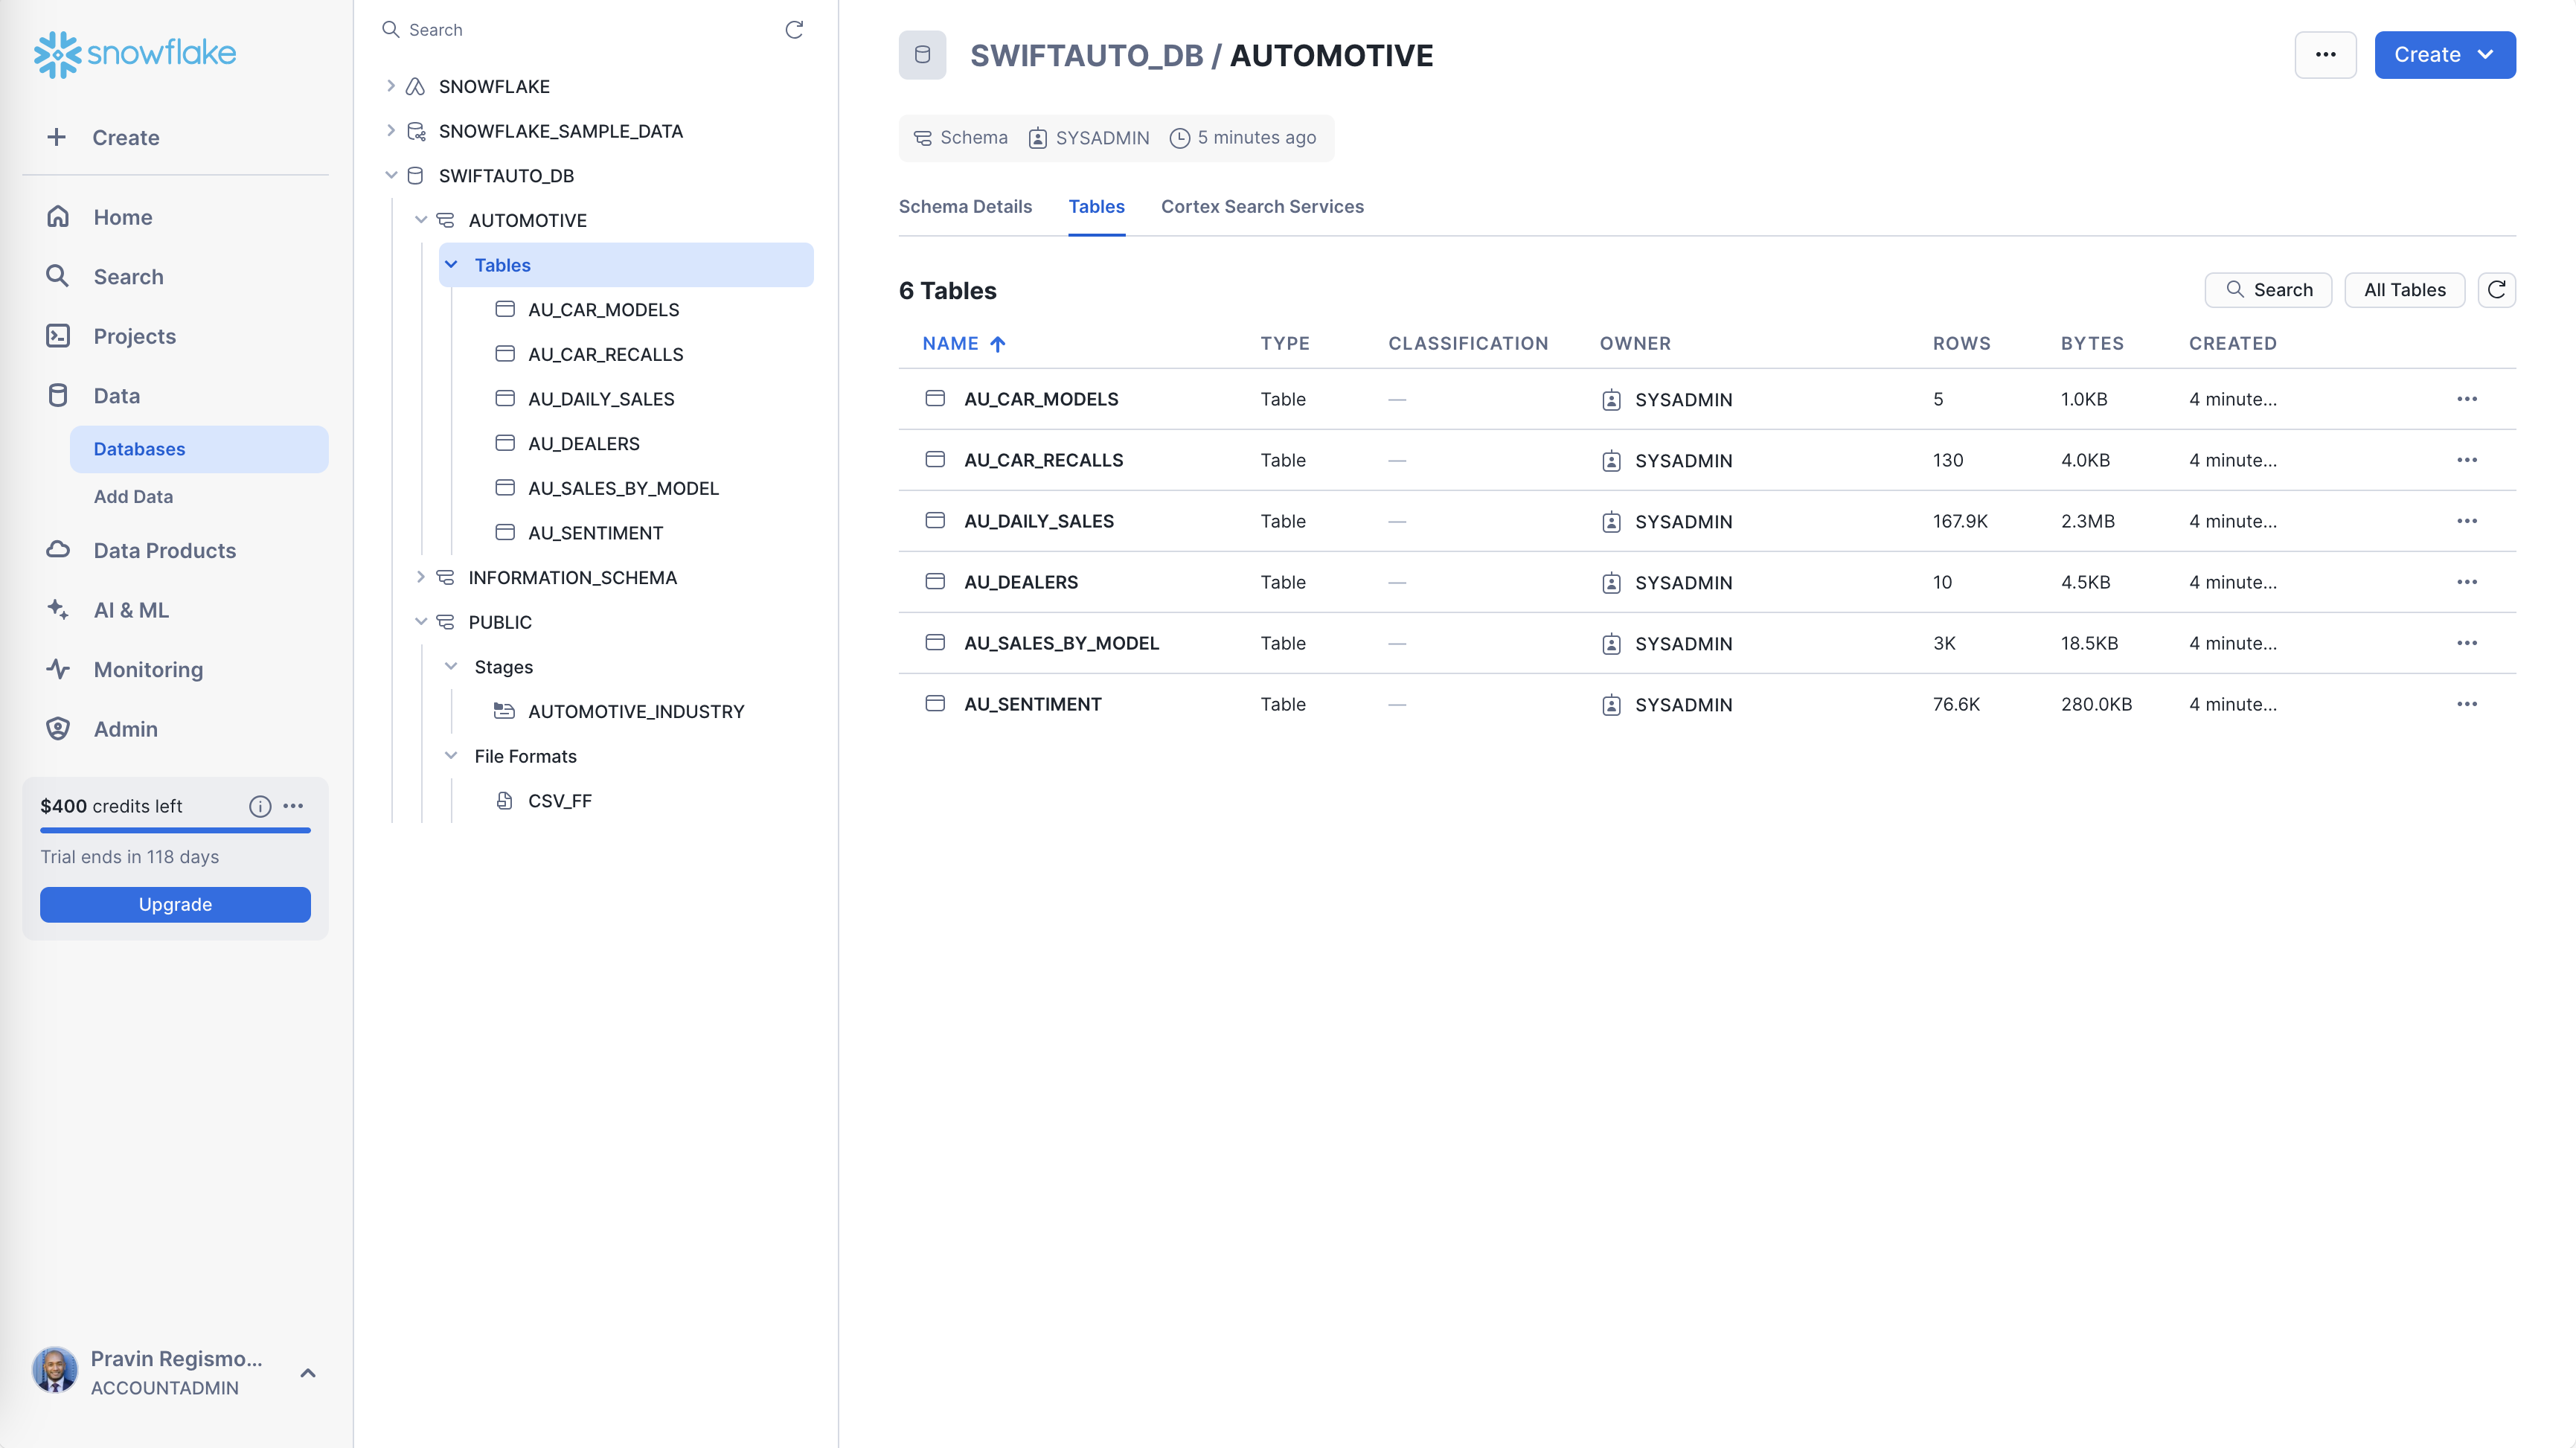 snowflake
Create
Home
Search
Projects
Data
Databases
Add Data
Data Products
AI & ML
Monitoring
Admin
$400 credits left
Trial ends in 118 days
Upgrade
Pravin Regismo...
ACCOUNTADMIN
Search
SNOWFLAKE
SNOWFLAKE_SAMPLE_DATA
SWIFTAUTO_DB
AUTOMOTIVE
Tables
AU_CAR_MODELS
AU_CAR_RECALLS
AU_DAILY_SALES
AU_DEALERS
AU_SALES_BY_MODEL
AU_SENTIMENT
INFORMATION_SCHEMA
PUBLIC
Stages
AUTOMOTIVE_INDUSTRY
File Formats
CSV_FF
SWIFTAUTO_DB / AUTOMOTIVE
... Create
Schema SYSADMIN 5 minutes ago
Schema Details Tables Cortex Search Services
6 Tables Search All Tables
NAME TYPE CLASSIFICATION OWNER ROWS BYTES CREATED
AU_CAR_MODELS Table — SYSADMIN 5 1.0KB 4 minute... ...
AU_CAR_RECALLS Table — SYSADMIN 130 4.0KB 4 minute... ...
AU_DAILY_SALES Table — SYSADMIN 167.9K 2.3MB 4 minute... ...
AU_DEALERS Table — SYSADMIN 10 4.5KB 4 minute... ...
AU_SALES_BY_MODEL Table — SYSADMIN 3K 18.5KB 4 minute... ...
AU_SENTIMENT Table — SYSADMIN 76.6K 280.0KB 4 minute... ...